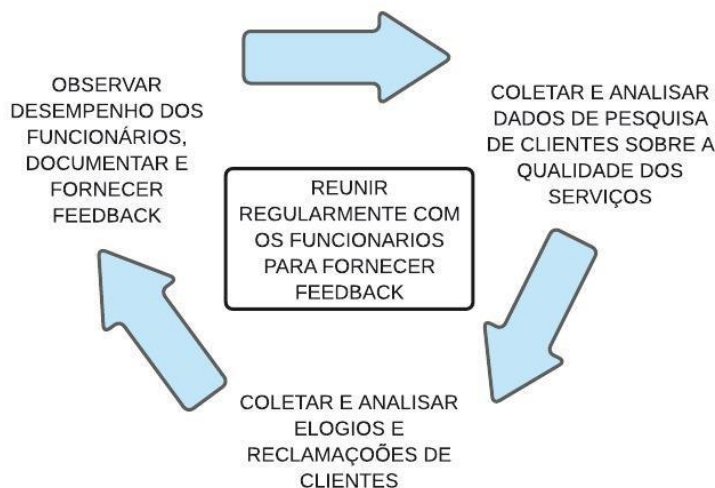 OBSERVAR
DESEMPENHO DOS
FUNCIONÁRIOS,
DOCUMENTAR E
FORNECER
FEEDBACK
COLETAR E ANALISAR
DADOS DE PESQUISA
DE CLIENTES SOBRE A
QUALIDADE DOS
SERVIÇOS
REUNIR
REGULARMENTE COM
OS FUNCIONARIOS
PARA FORNECER
FEEDBACK
COLETAR E ANALISAR
ELOGIOS E
RECLAMAÇOÕES DE
CLIENTES